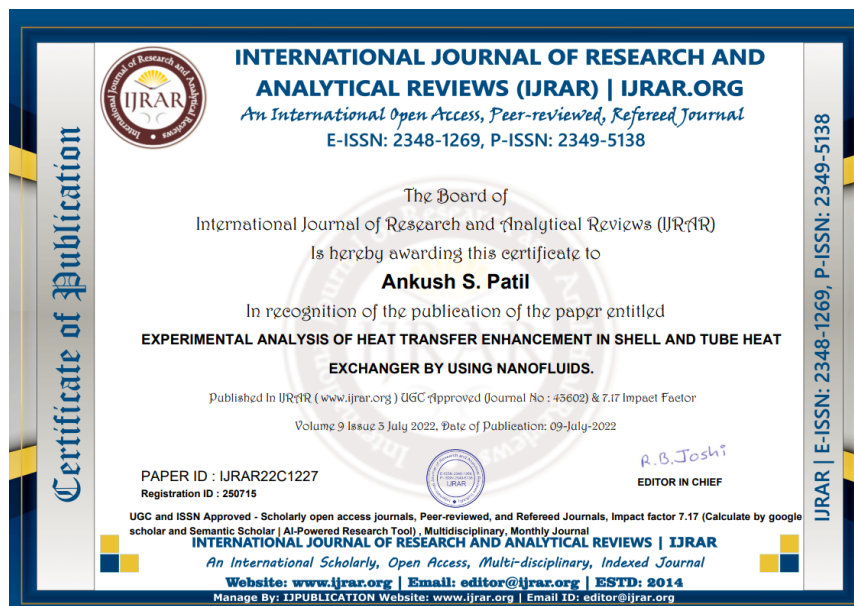 INTERNATIONAL JOURNAL OF RESEARCH AND
ANALYTICAL REVIEWS (IJRAR) | IJRAR.ORG
An International Open Access, Peer-reviewed, Refereed Journal
E-ISSN: 2348-1269, P-ISSN: 2349-5138
International Journal of Research and Analytical Reviews
IJRAR
Certificate of Publication
The Board of
International Journal of Research and Analytical Reviews (IJRAR)
Is hereby awarding this certificate to
Ankush S. Patil
In recognition of the publication of the paper entitled
EXPERIMENTAL ANALYSIS OF HEAT TRANSFER ENHANCEMENT IN SHELL AND TUBE HEAT
EXCHANGER BY USING NANOFLUIDS.
Published In IJRAR ( www.ijrar.org ) UGC Approved (Journal No : 43602) & 7.17 Impact Factor
Volume 9 Issue 3 July 2022, Date of Publication: 09-July-2022
PAPER ID : IJRAR22C1227
Registration ID : 250715
IJRAR
R.B.Joshi
EDITOR IN CHIEF
UGC and ISSN Approved - Scholarly open access journals, Peer-reviewed, and Refereed Journals, Impact factor 7.17 (Calculate by google
scholar and Semantic Scholar | AI-Powered Research Tool) , Multidisciplinary, Monthly Journal
INTERNATIONAL JOURNAL OF RESEARCH AND ANALYTICAL REVIEWS | IJRAR
An International Scholarly, Open Access, Multi-disciplinary, Indexed Journal
Website: www.ijrar.org | Email: editor@ijrar.org | ESTD: 2014
Manage By: IJPUBLICATION Website: www.ijrar.org | Email ID: editor@ijrar.org
IJRAR | E-ISSN: 2348-1269, P-ISSN: 2349-5138